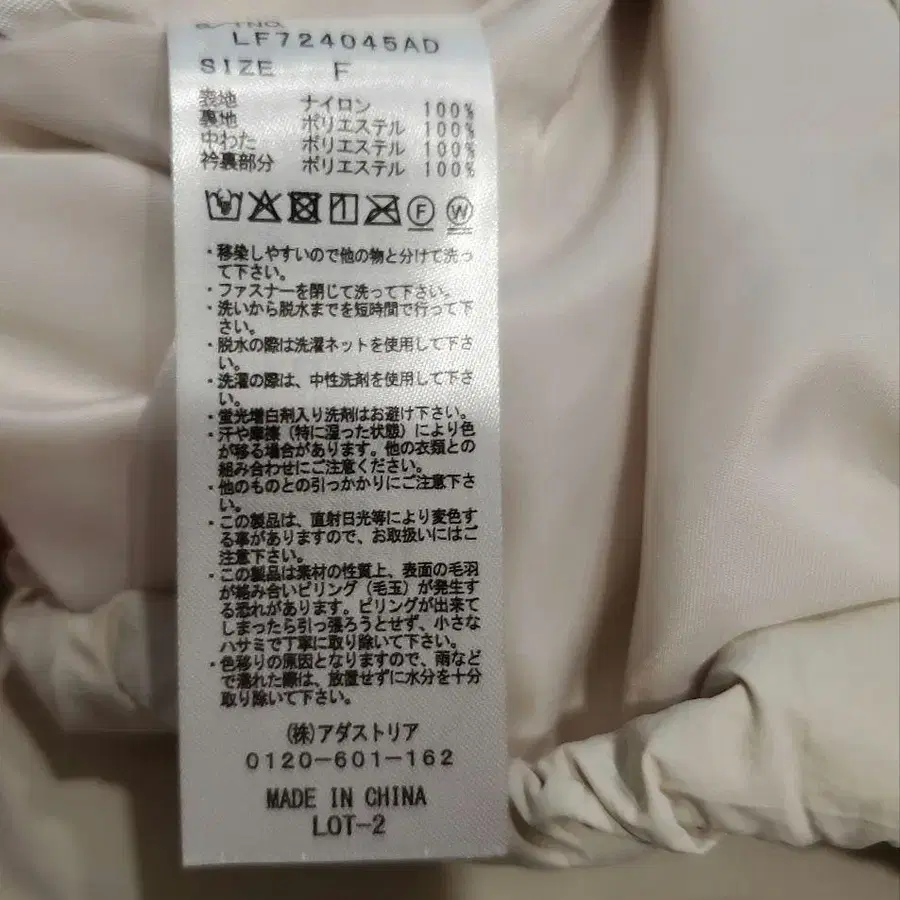 LF724045AD
SIZE F
表地 ナイロン 100%
裏地 ポリエステル 100%
中わた ポリエステル 100%
衿裏部分 ポリエステル 100%
F W
・移染しやすいので他の物と分けて洗っ
て下さい。
・ファスナーを閉じて洗って下さい。
・洗いから脱水までを短時間で行って下
さい。
・脱水の際は洗濯ネットを使用して下さ
い。
・洗濯の際は、中性洗剤を使用して下さ
い。
・蛍光増白剤入り洗剤はお避け下さい。
・汗や摩擦（特に湿った状態）により色
が移る場合があります。他の衣類との
組み合わせにご注意ください。
・他のものとの引っかかりにご注意下さ
い。
・この製品は、直射日光等により変色す
る事がありますので、お取扱いにはご
注意下さい。
・この製品は素材の性質上、表面の毛羽
が絡み合いピリング（毛玉）が発生す
る恐れがあります。ピリングが出来て
しまったら引っ張ろうとせず、小さな
ハサミで丁寧に取り除いて下さい。
・色移りの原因となりますので、雨など
で濡れた際は、放置せずに水分を十分
取り除いて下さい。
(株)アダストリア
0120-601-162
MADE IN CHINA
LOT-2